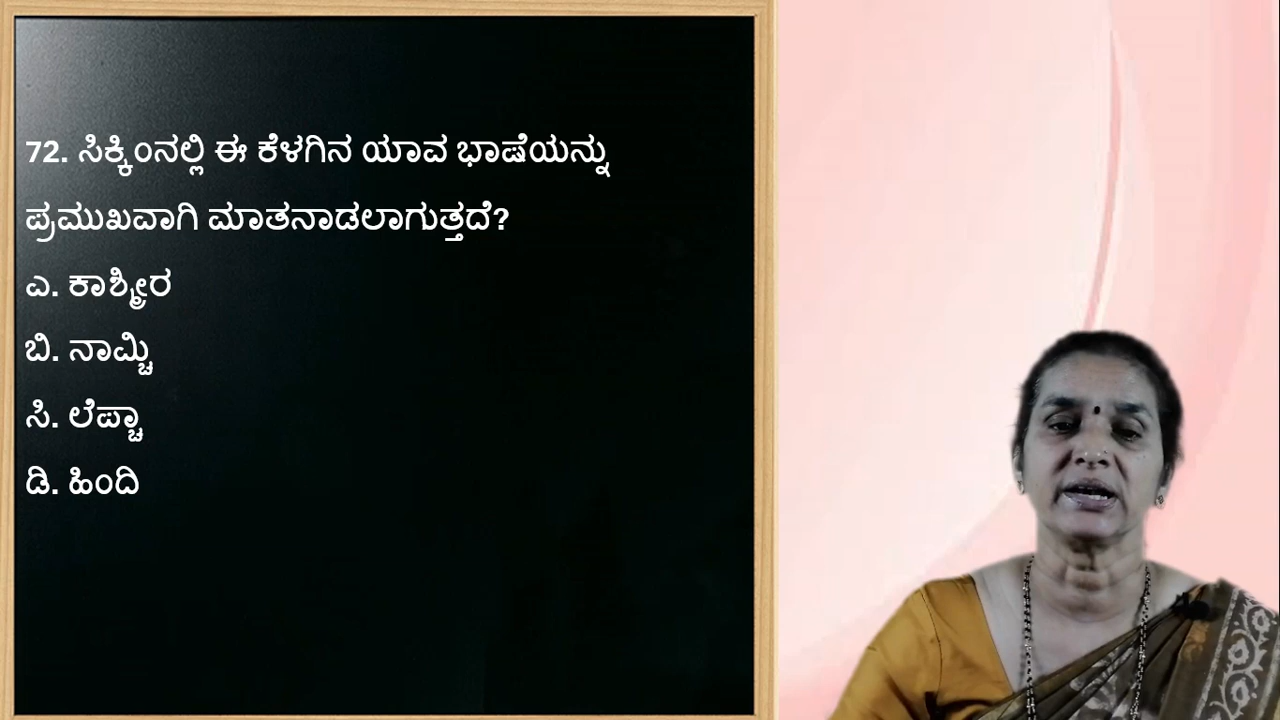 72. ಸಿಕ್ಕಿಂನಲ್ಲಿ ಈ ಕೆಳಗಿನ ಯಾವ ಭಾಷೆಯನ್ನು
ಪ್ರಮುಖವಾಗಿ ಮಾತನಾಡಲಾಗುತ್ತದೆ?
ಎ. ಕಾಶ್ಮೀರ
ಬಿ. ನಾಮ್ಚಿ
ಸಿ. ಲೆಪ್ಚಾ
ಡಿ. ಹಿಂದಿ